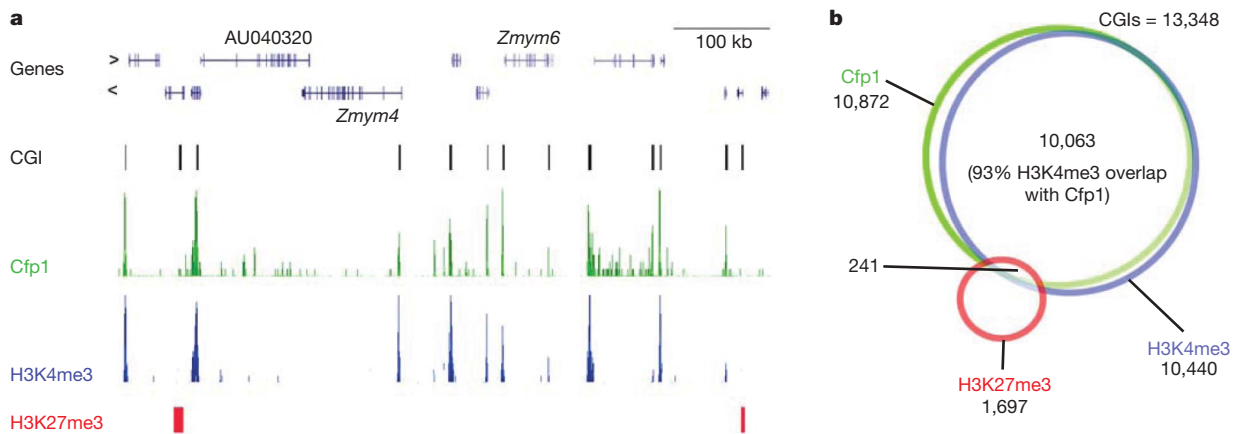 a
AU040320
Zmym6
100 kb
Genes
>
<
Zmym4
CGI
Cfp1
H3K4me3
H3K27me3
b
CGIs = 13,348
Cfp1
10,872
10,063
(93% H3K4me3 overlap
with Cfp1)
241
H3K4me3
10,440
H3K27me3
1,697